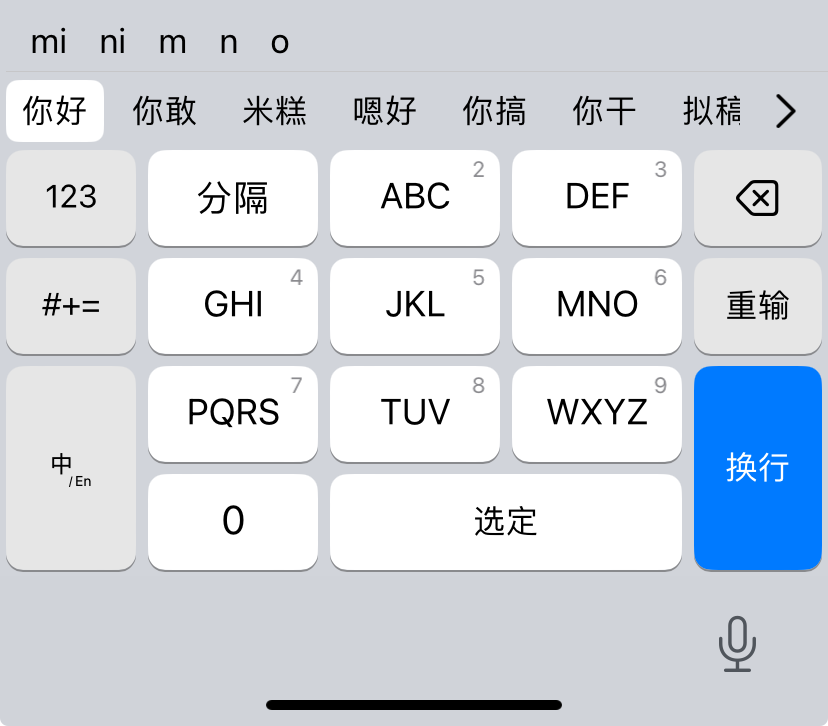 mi ni m n o
你好 你敢 米糕 嗯好 你搞 你干 拟稿
123 分隔 ABC 2 DEF 3
#+= GHI 4 JKL 5 MNO 6 重输
中/En PQRS 7 TUV 8 WXYZ 9 换行
0 选定